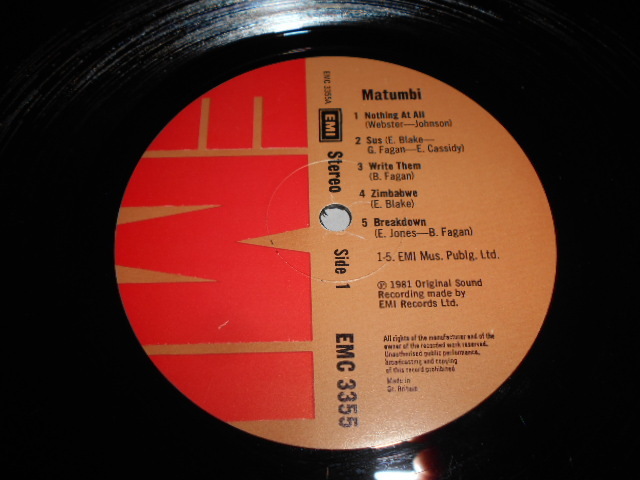 Matumbi
1 Nothing At All
(Webster—Johnson)
2 Sus (E. Blake—
G. Fagan—E. Cassidy)
3 Write Them
(B. Fagan)
4 Zimbabwe
(E. Blake)
5 Breakdown
(E. Jones—B. Fagan)
1-5. EMI Mus. Publg. Ltd.
℗ 1981 Original Sound
Recording made by
EMI Records Ltd.
All rights of the manufacturer and of the
owner of the recorded work reserved.
Unauthorised public performance,
broadcasting and copying
of this record prohibited
Made in
Gt. Britain
EMC 3355A
EMI
Stereo
Side 1
EMC 3355
EMI